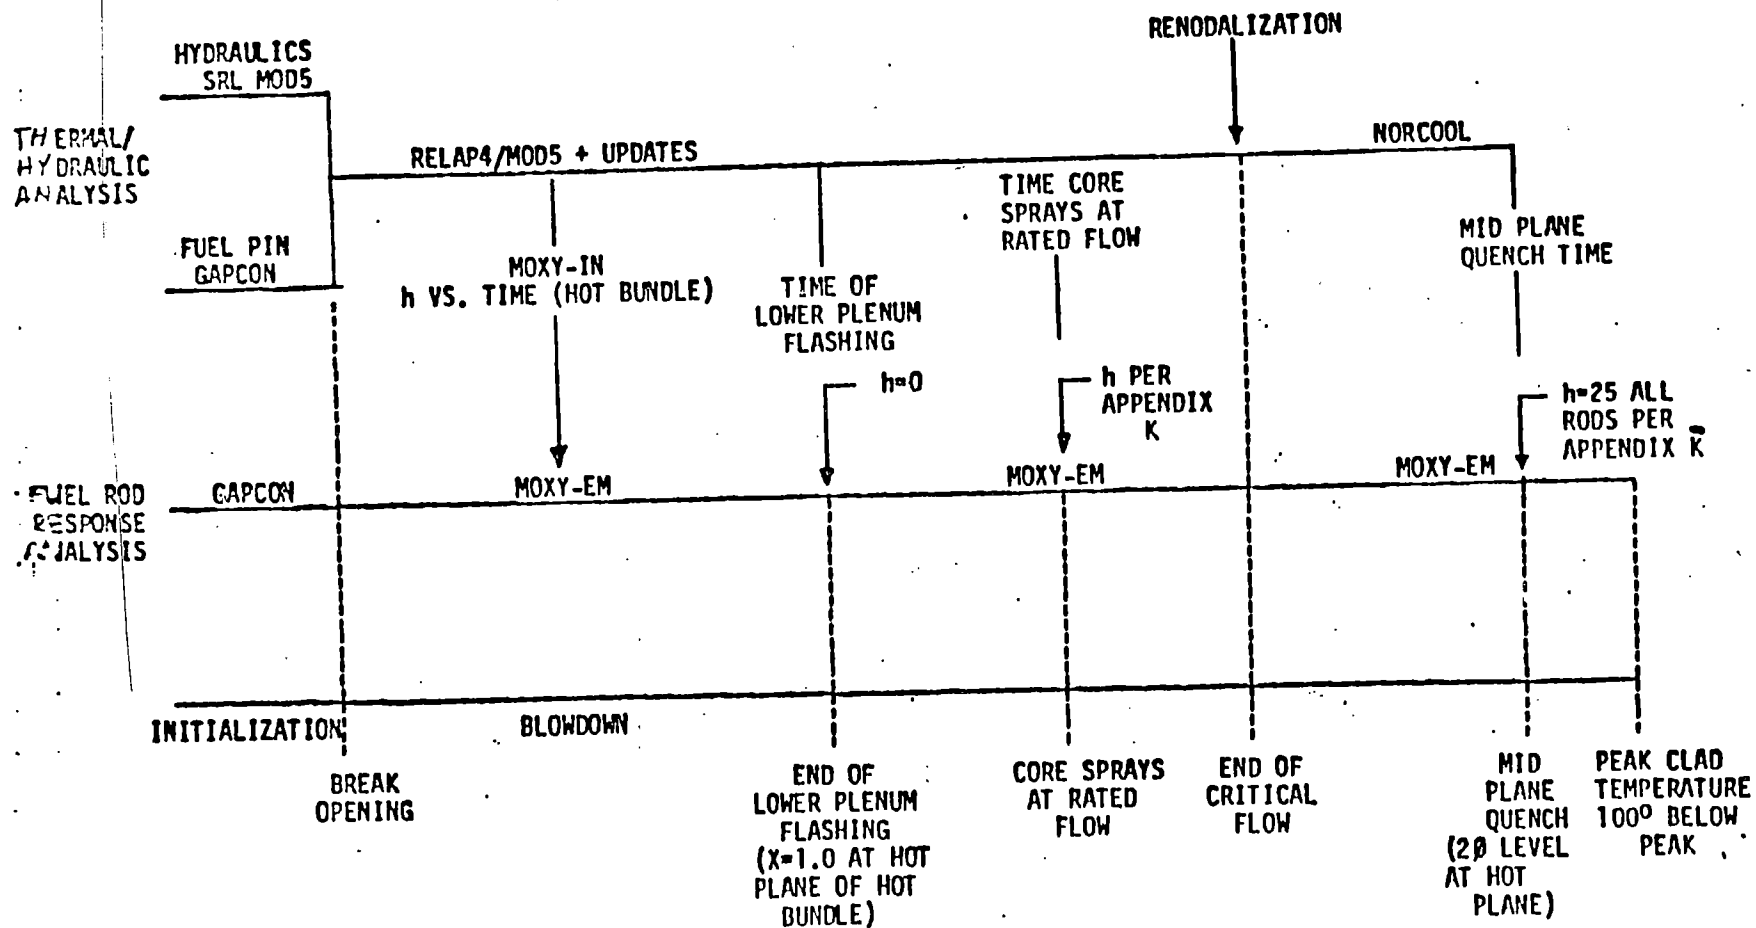 RENODALIZATION
HYDRAULICS
SRL MOD5
THERMAL/
HYDRAULIC
ANALYSIS
RELAP4/MOD5 + UPDATES
NORCOOL
FUEL PIN
GAPCON
MOXY-IN
h VS. TIME (HOT BUNDLE)
TIME OF
LOWER PLENUM
FLASHING
TIME CORE
SPRAYS AT
RATED FLOW
MID PLANE
QUENCH TIME
h=0
h PER
APPENDIX
K
h=25 ALL
RODS PER
APPENDIX K
FUEL ROD
RESPONSE
ANALYSIS
GAPCON
MOXY-EM
MOXY-EM
MOXY-EM
INITIALIZATION
BLOWDOWN
BREAK
OPENING
END OF
LOWER PLENUM
FLASHING
(X=1.0 AT HOT
PLANE OF HOT
BUNDLE)
CORE SPRAYS
AT RATED
FLOW
END OF
CRITICAL
FLOW
MID
PLANE
QUENCH
(2ϕ LEVEL
AT HOT
PLANE)
PEAK CLAD
TEMPERATURE
100º BELOW
PEAK